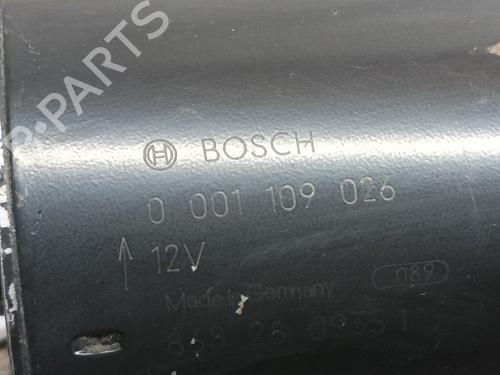 BOSCH
0 001 109 026
12V
089
Made in Germany
-PARTS